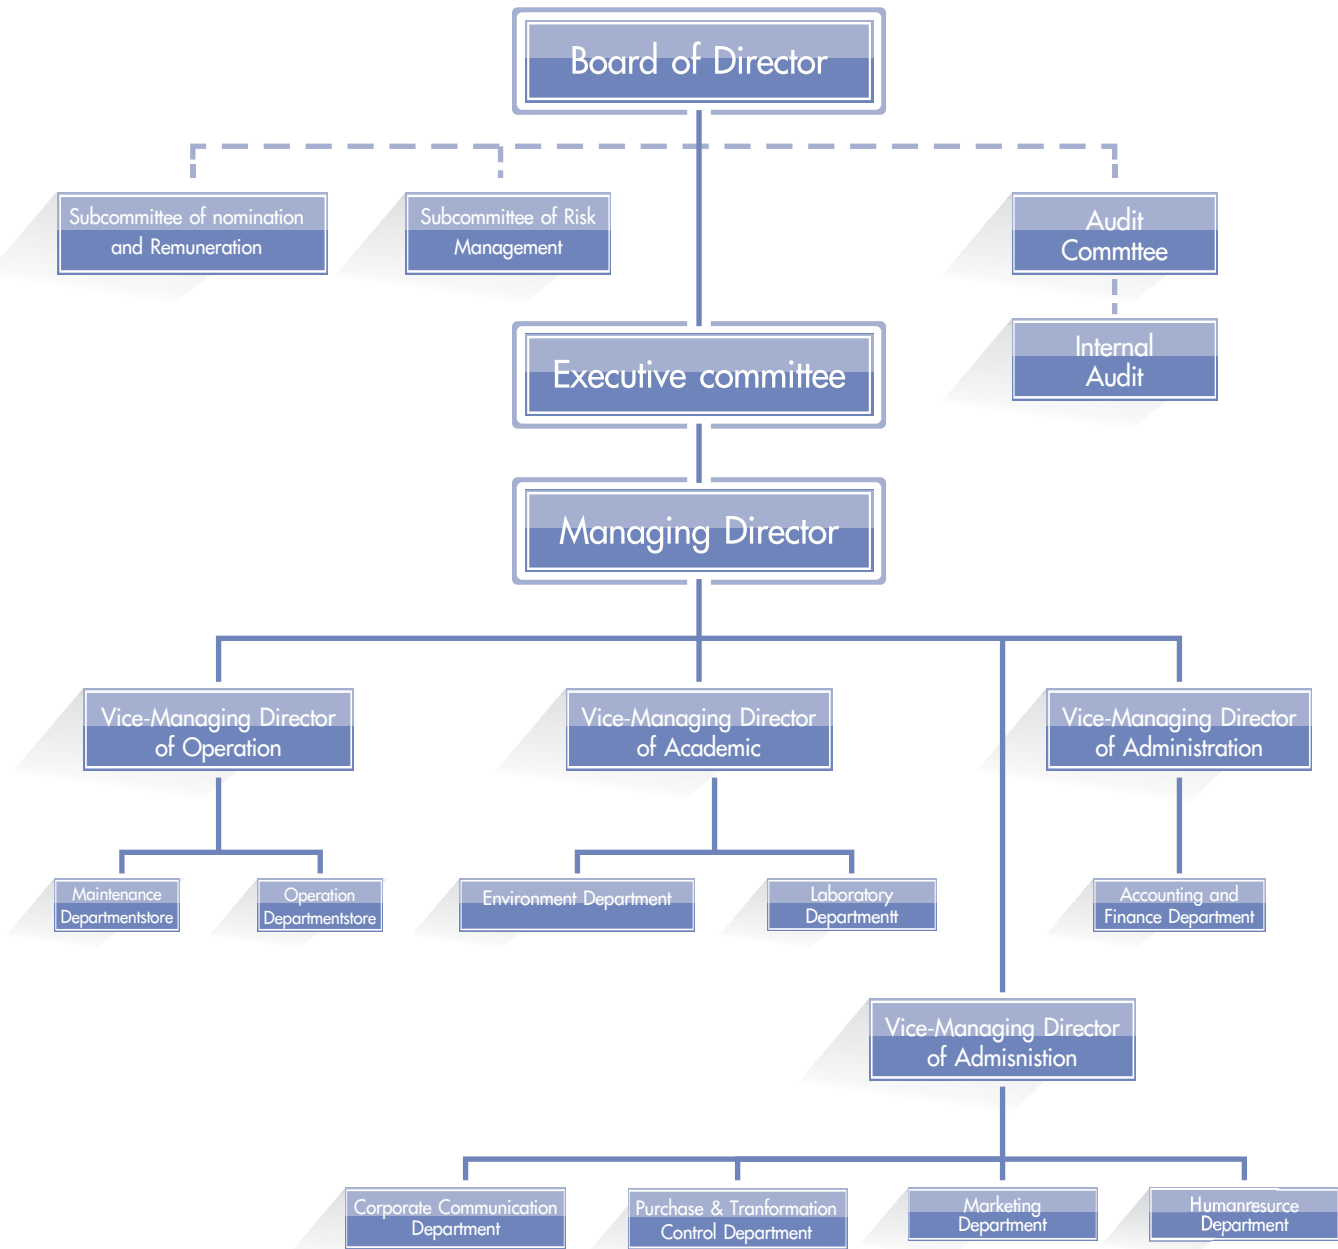 Board of Director
Subcommittee of nomination
and Remuneration
Subcommittee of Risk
Management
Audit
Commttee
Internal
Audit
Executive committee
Managing Director
Vice-Managing Director
of Operation
Vice-Managing Director
of Academic
Vice-Managing Director
of Administration
Maintenance
Departmentstore
Operation
Departmentstore
Environment Department
Laboratory
Departmentt
Accounting and
Finance Department
Vice-Managing Director
of Admisnistion
Corporate Communication
Department
Purchase & Tranformation
Control Department
Marketing
Department
Humanresurce
Department